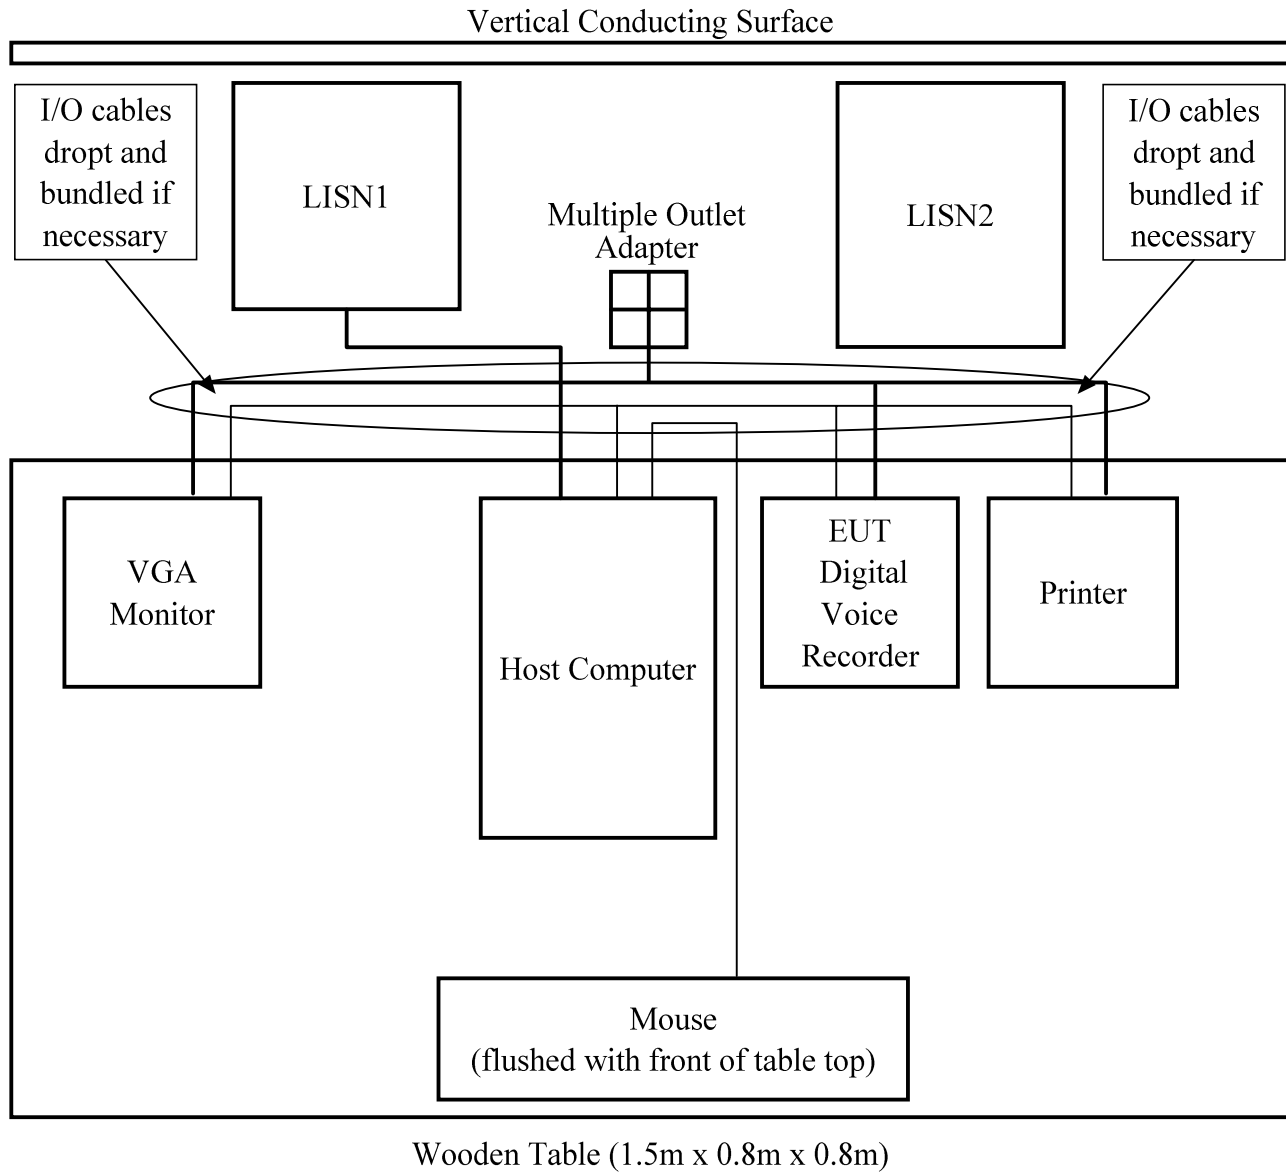 Vertical Conducting Surface
I/O cables
dropt and
bundled if
necessary
LISN1
Multiple Outlet
Adapter
LISN2
I/O cables
dropt and
bundled if
necessary
VGA
Monitor
Host Computer
EUT
Digital
Voice
Recorder
Printer
Mouse
(flushed with front of table top)
Wooden Table (1.5m x 0.8m x 0.8m)